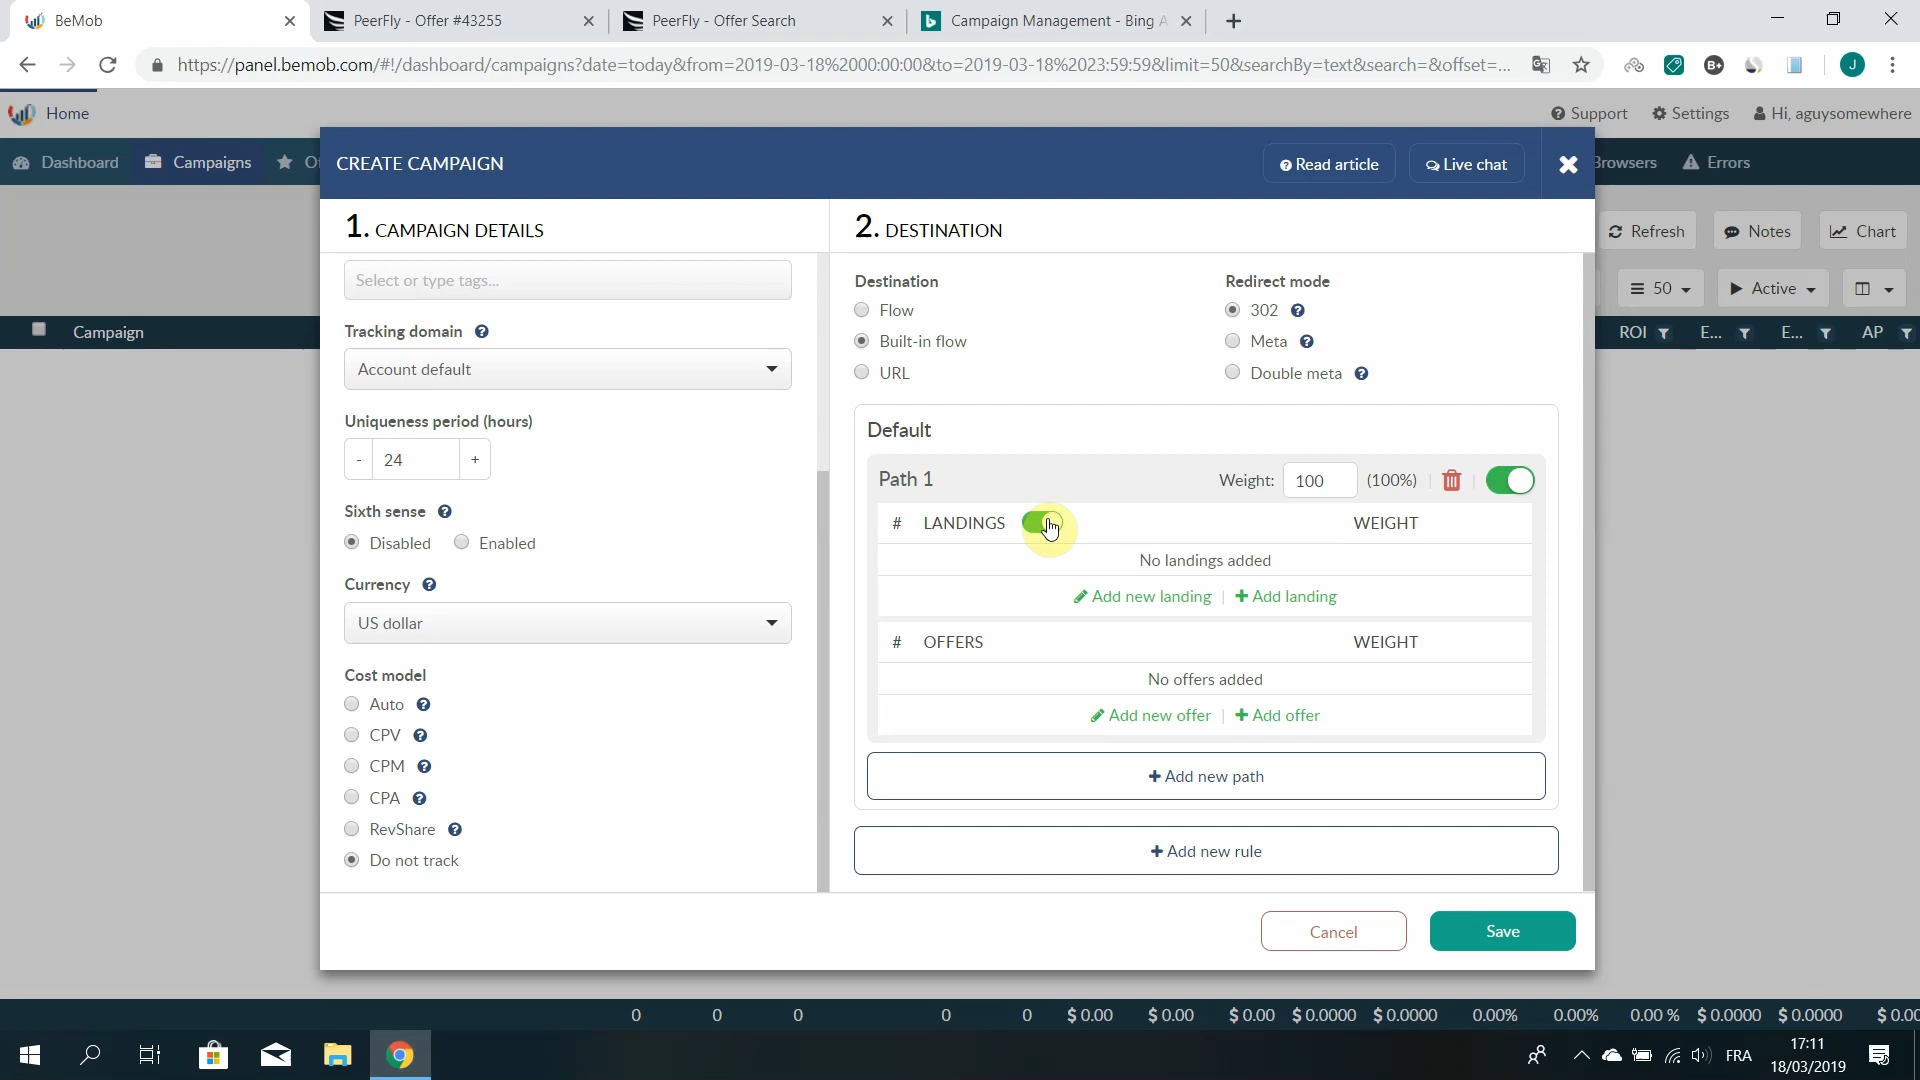 BeMob
PeerFly - Offer #43255
PeerFly - Offer Search
Campaign Management - Bing A
https://panel.bemob.com/#!/dashboard/campaigns?date=today&from=2019-03-18%2000:00:00&to=2019-03-18%2023:59:59&limit=50&searchBy=text&search=&offset=...
B+
J
Home
Support
Settings
Hi, aguysomewhere
Dashboard
Campaigns
Browsers
Errors
CREATE CAMPAIGN
Read article
Live chat
1. CAMPAIGN DETAILS
2. DESTINATION
Refresh
Notes
Chart
50
Active
Campaign
ROI
E...
E...
AP
Select or type tags...
Tracking domain
Account default
Uniqueness period (hours)
- 24 +
Sixth sense
Disabled
Enabled
Currency
US dollar
Cost model
Auto
CPV
CPM
CPA
RevShare
Do not track
Destination
Flow
Built-in flow
URL
Redirect mode
302
Meta
Double meta
Default
Path 1
Weight: 100 (100%)
# LANDINGS WEIGHT
No landings added
Add new landing | + Add landing
# OFFERS WEIGHT
No offers added
Add new offer | + Add offer
+ Add new path
+ Add new rule
Cancel
Save
0 0 0 0 0 $ 0.00 $ 0.00 $ 0.00 $ 0.0000 $ 0.0000 0.00% 0.00% 0.00 % $ 0.0000 $ 0.0000 $ 0.00
FRA
17:11
18/03/2019